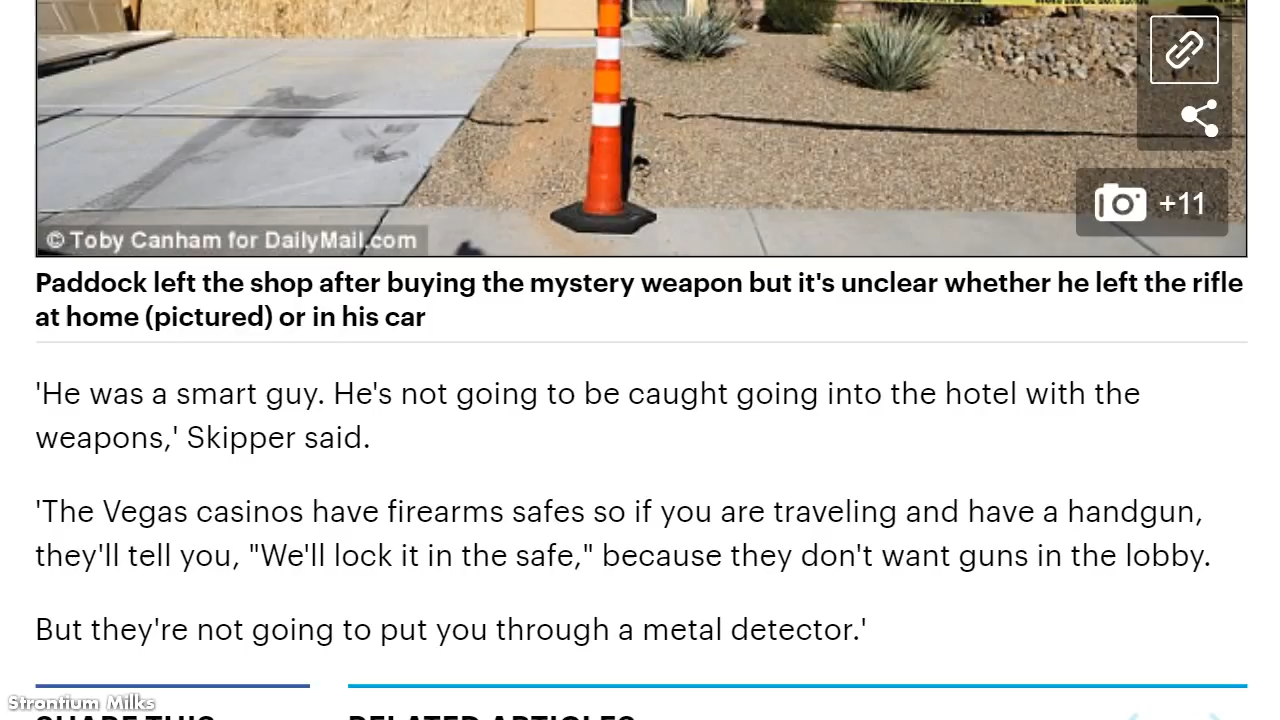 +11
© Toby Canham for DailyMail.com
Paddock left the shop after buying the mystery weapon but it's unclear whether he left the rifle
at home (pictured) or in his car
'He was a smart guy. He's not going to be caught going into the hotel with the
weapons,' Skipper said.
'The Vegas casinos have firearms safes so if you are traveling and have a handgun,
they'll tell you, "We'll lock it in the safe," because they don't want guns in the lobby.
But they're not going to put you through a metal detector.'
Strontium Milks
SHARE THIS
RELATED ARTICLES